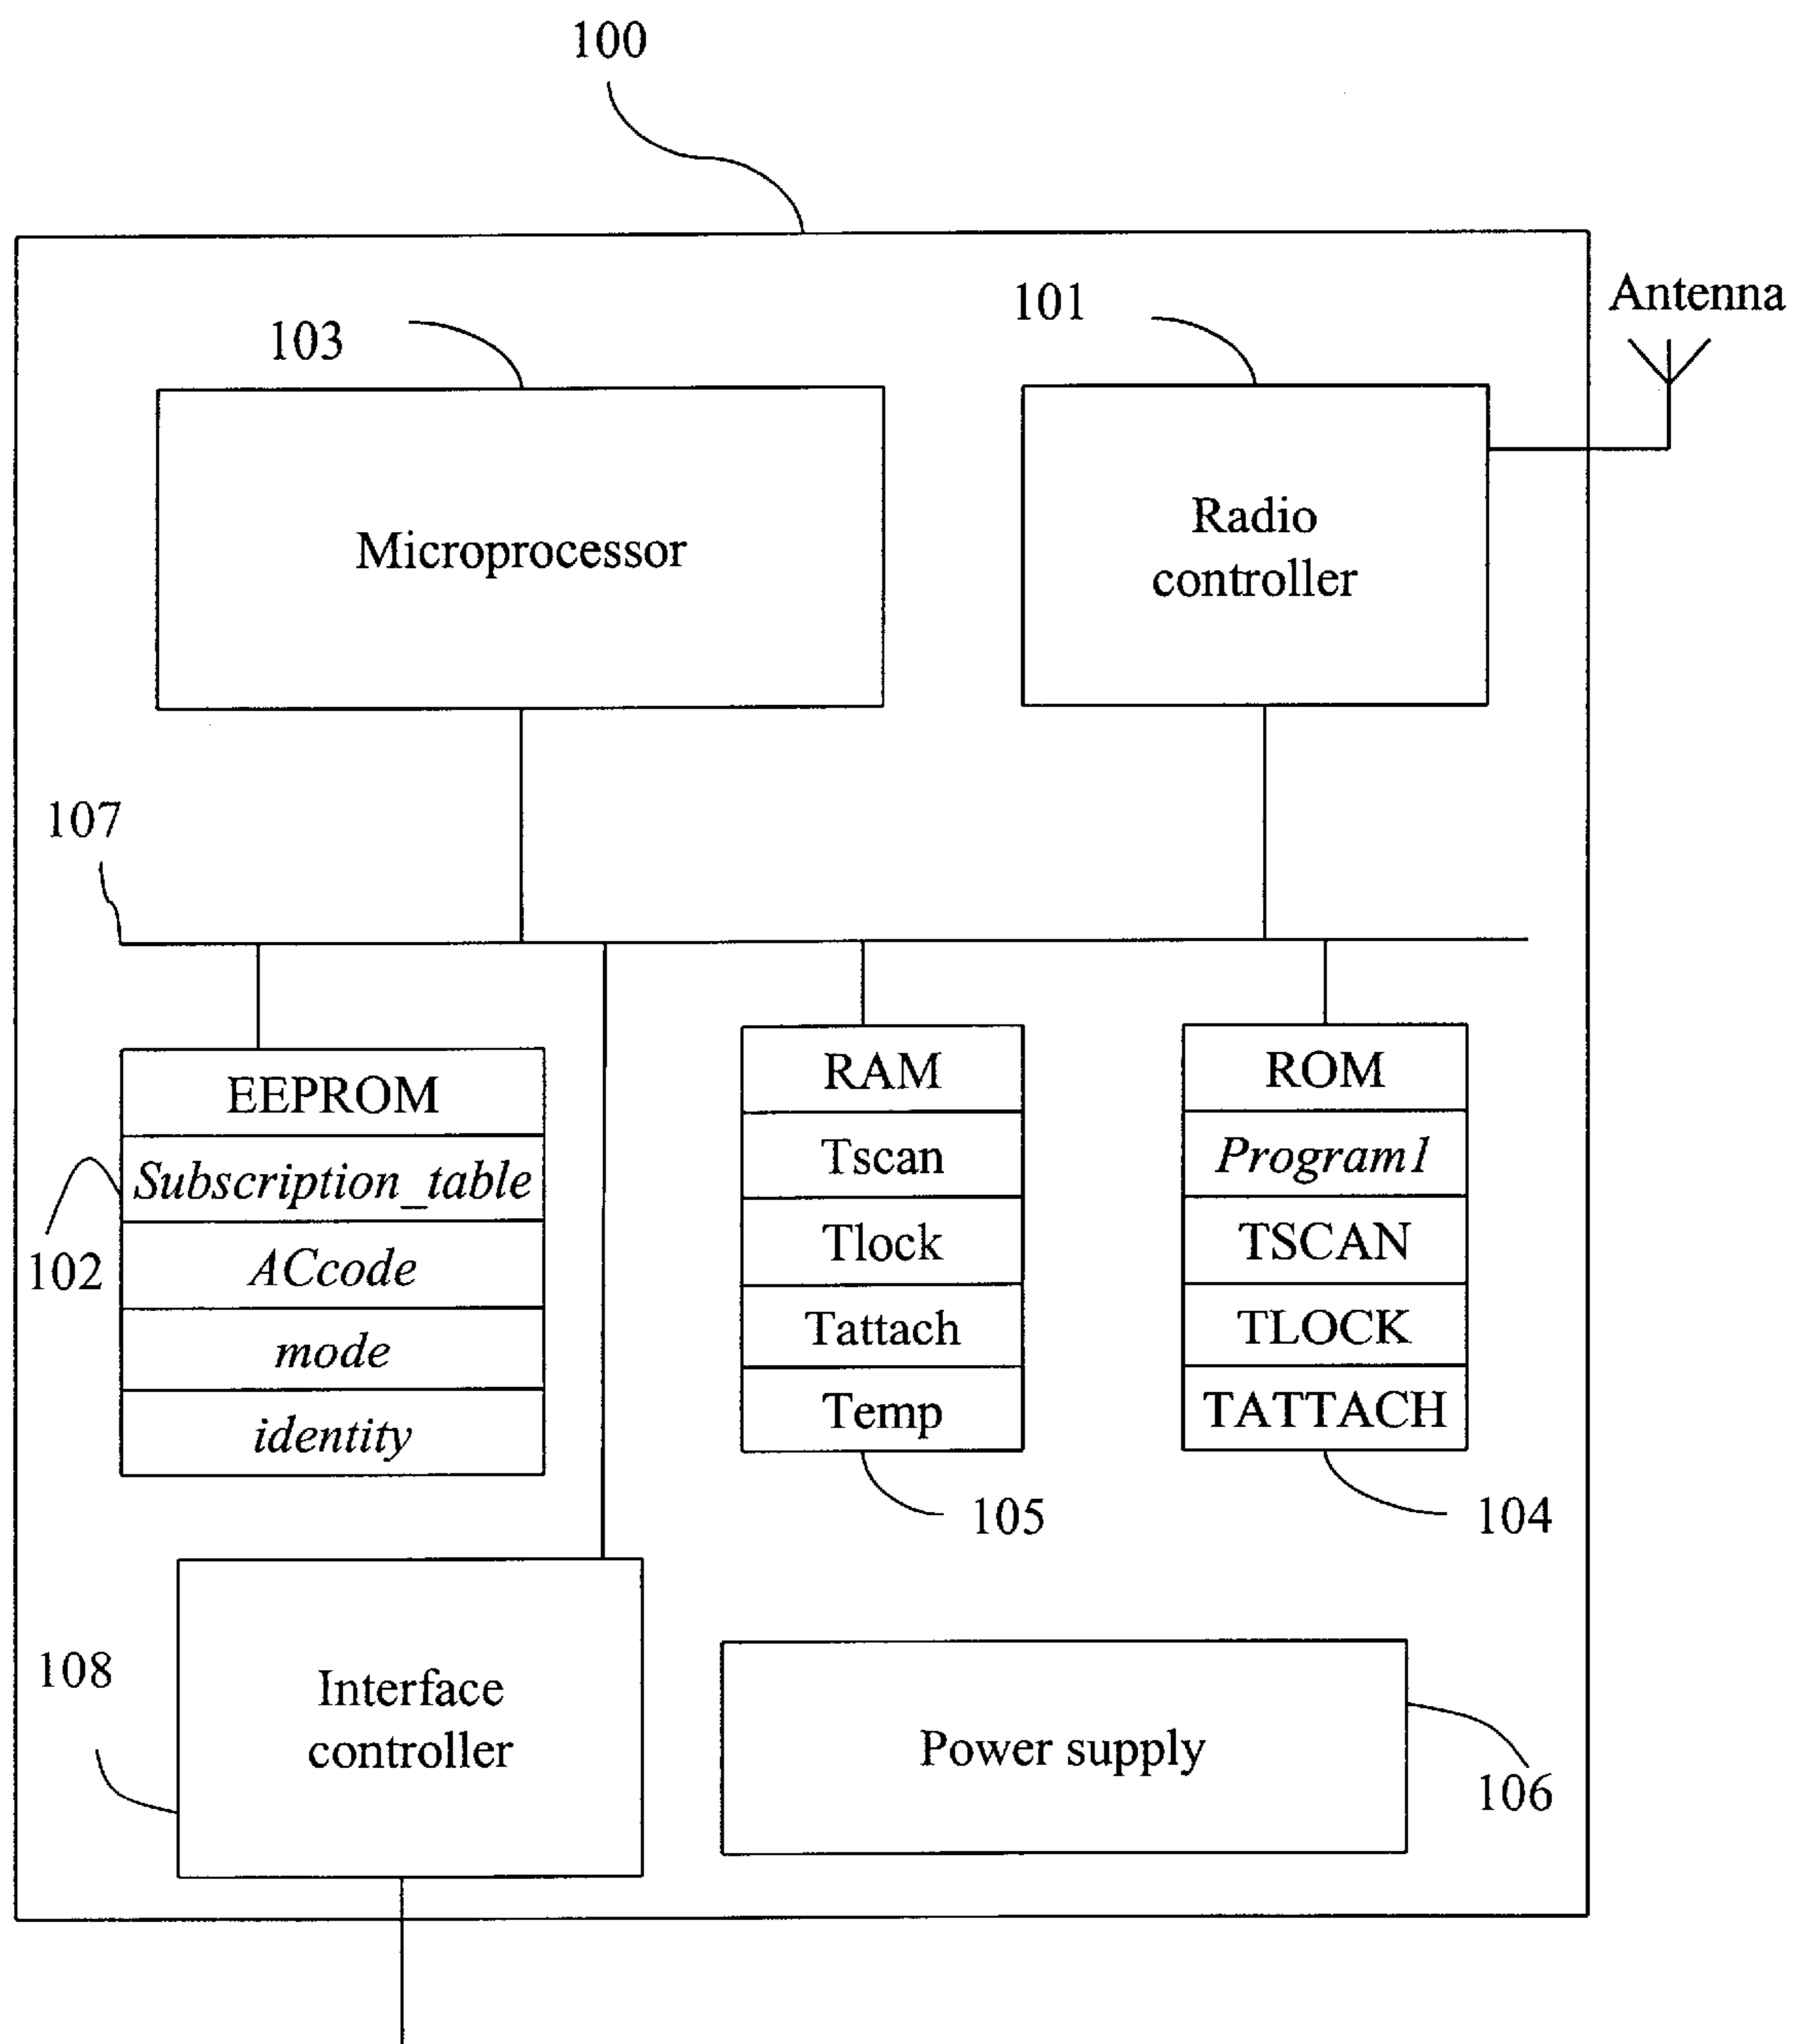 100
Antenna
101
103
Microprocessor
Radio
controller
107
EEPROM
Subscription_table
ACcode
mode
identity
102
RAM
Tscan
Tlock
Tattach
Temp
105
ROM
Program1
TSCAN
TLOCK
TATTACH
104
108
Interface
controller
Power supply
106